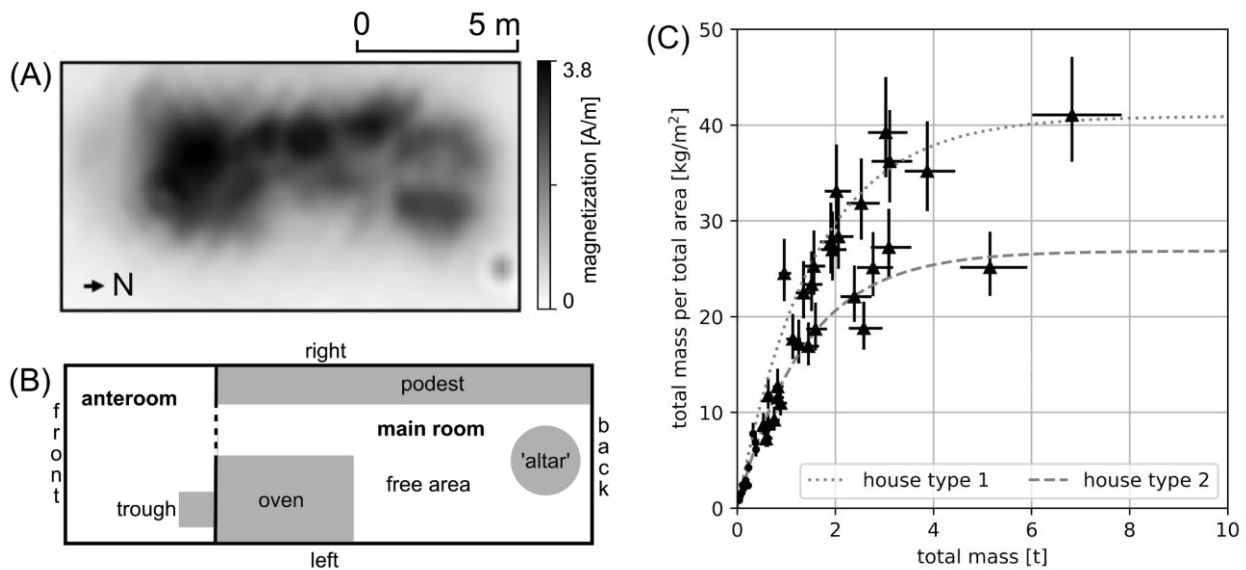 0 5 m
(A)
3.8
magnetization [A/m]
0
N
(B)
right
podest
anteroom
front
main room
'altar'
back
free area
oven
trough
left
(C)
total mass per total area [kg/m²]
50
40
30
20
10
0
house type 1 house type 2
0 2 4 6 8 10
total mass [t]